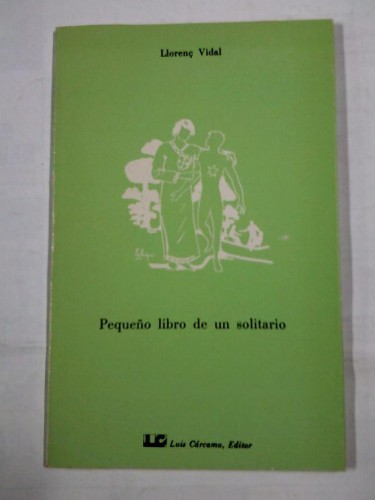 Llorenç Vidal
Pequeño libro de un solitario
LC Luis Cárcamo, Editor